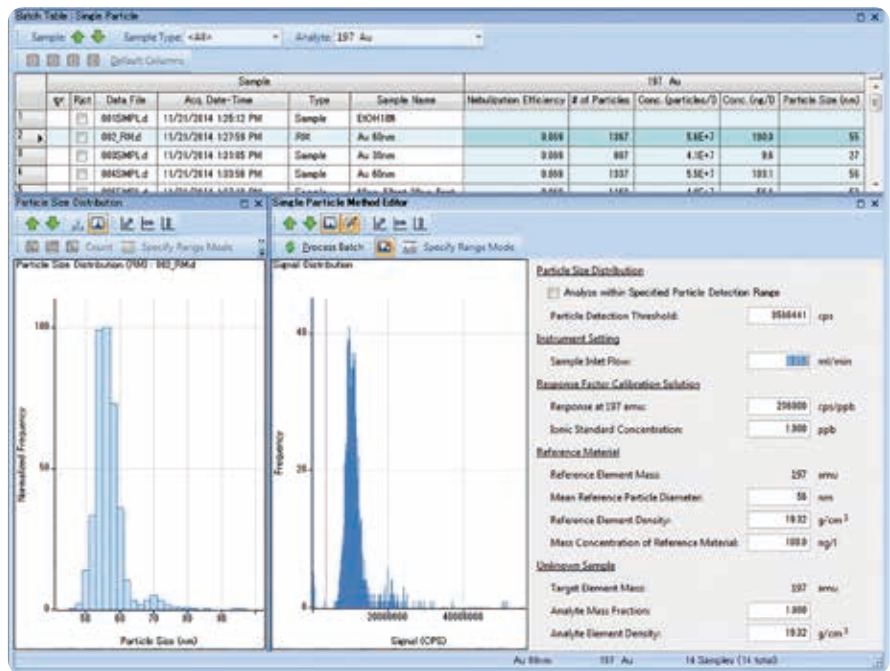 Batch Table : Single Particle
Sample: Sample Type: <All> Analyte: 197 Au
Default Columns
Sample 197 Au
Rjct Data File Acq. Date-Time Type Sample Name Nebulization Efficiency # of Particles Conc. (particles/l) Conc. (ng/l) Particle Size (nm)
1 001SMPL.d 11/21/2014 1:25:12 PM Sample EtOH18%
2 002_RM.d 11/21/2014 1:27:59 PM RM Au 60nm 1367 5.6E+7 100.0 56
3 003SMPL.d 11/21/2014 1:31:05 PM Sample Au 30nm 4.1E+7 9.6 37
4 004SMPL.d 11/21/2014 1:33:58 PM Sample Au 60nm 1337 5.5E+7 103.1 56
Particle Size Distribution
Single Particle Method Editor
Count Specify Range Mode
Process Batch Specify Range Mode
Particle Size Distribution (RM) : 002_RM.d
Signal Distribution
Normalized Frequency
100
50
0
50 60 70 80 90
Particle Size (nm)
Frequency
40
20
0
20000000 40000000
Signal (CPS)
Particle Size Distribution
Analyze within Specified Particle Detection Range
Particle Detection Threshold: cps
Instrument Setting
Sample Inlet Flow: ml/min
Response Factor Calibration Solution
Response at 197 amu: cps/ppb
Ionic Standard Concentration: 1.000 ppb
Reference Material
Reference Element Mass: 197 amu
Mean Reference Particle Diameter: 56 nm
Reference Element Density: 19.32 g/cm3
Mass Concentration of Reference Material: 100.0 ng/l
Unknown Sample
Target Element Mass: 197 amu
Analyte Mass Fraction: 1.000
Analyte Element Density: 19.32 g/cm3
Au 60nm 197 Au 14 Samples (14 total)